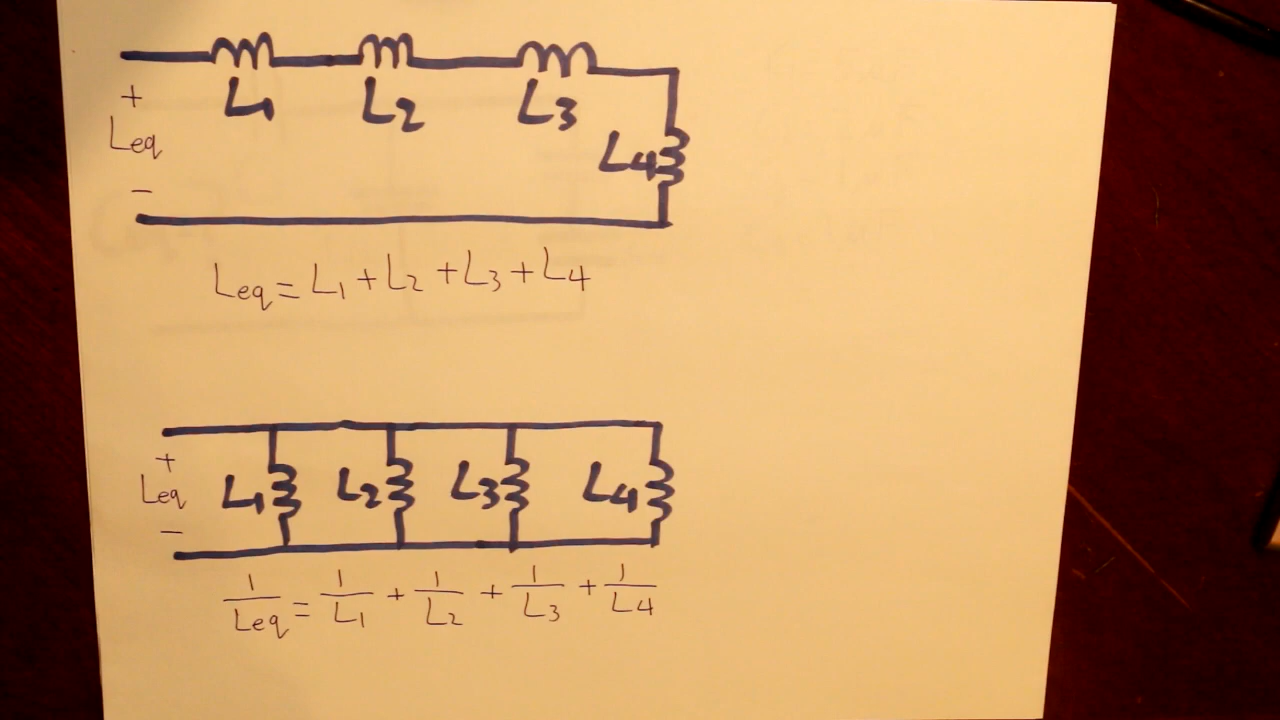 L1 L2 L3
+
Leq
L4
−
Leq = L1 + L2 + L3 + L4
+
Leq L1 L2 L3 L4
−
1/Leq = 1/L1 + 1/L2 + 1/L3 + 1/L4